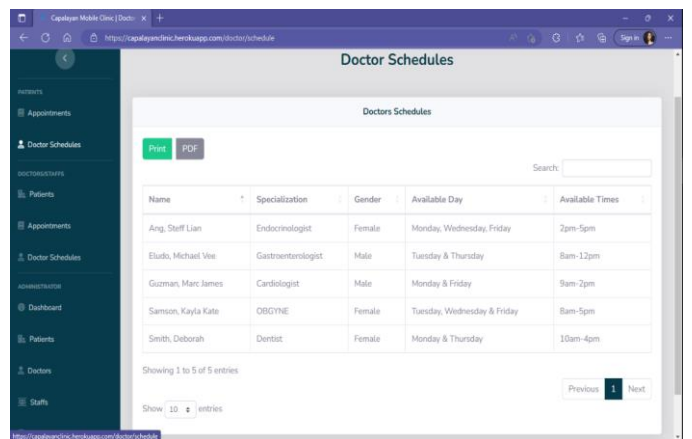 Capalayan Mobile Clinic | Docto
https://capalayanclinic.herokuapp.com/doctor/schedule
Sign in
PATIENTS
Appointments
Doctor Schedules
DOCTORS/STAFFS
Patients
Appointments
Doctor Schedules
ADMINISTRATOR
Dashboard
Patients
Doctors
Staffs
https://capalayanclinic.herokuapp.com/doctor/schedule
Doctor Schedules
Doctors Schedules
Print PDF
Search:
Name Specialization Gender Available Day Available Times
Ang, Steff Lian Endocrinologist Female Monday, Wednesday, Friday 2pm-5pm
Eludo, Michael Vee Gastroenterologist Male Tuesday & Thursday 8am-12pm
Guzman, Marc James Cardiologist Male Monday & Friday 9am-2pm
Samson, Kayla Kate OBGYNE Female Tuesday, Wednesday & Friday 8am-5pm
Smith, Deborah Dentist Female Monday & Thursday 10am-4pm
Showing 1 to 5 of 5 entries
Previous 1 Next
Show 10 entries